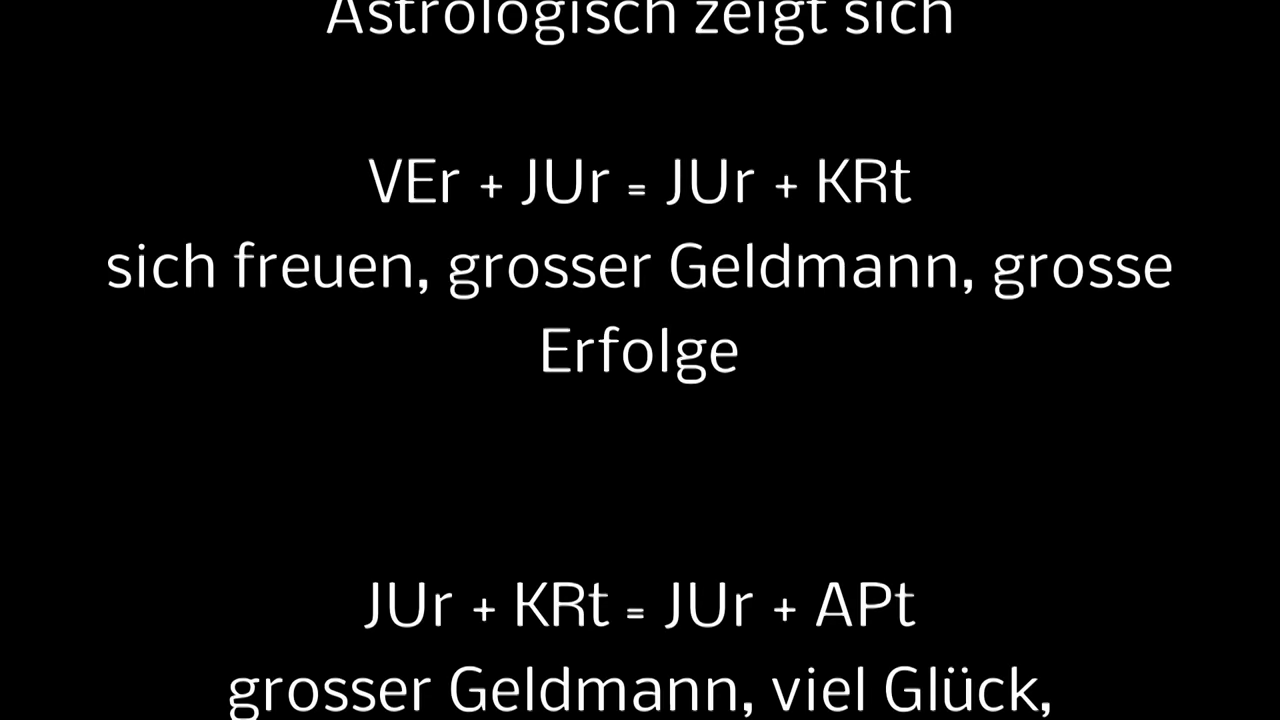 Astrologisch zeigt sich
VEr + JUr = JUr + KRt
sich freuen, grosser Geldmann, grosse
Erfolge
JUr + KRt = JUr + APt
grosser Geldmann, viel Glück,